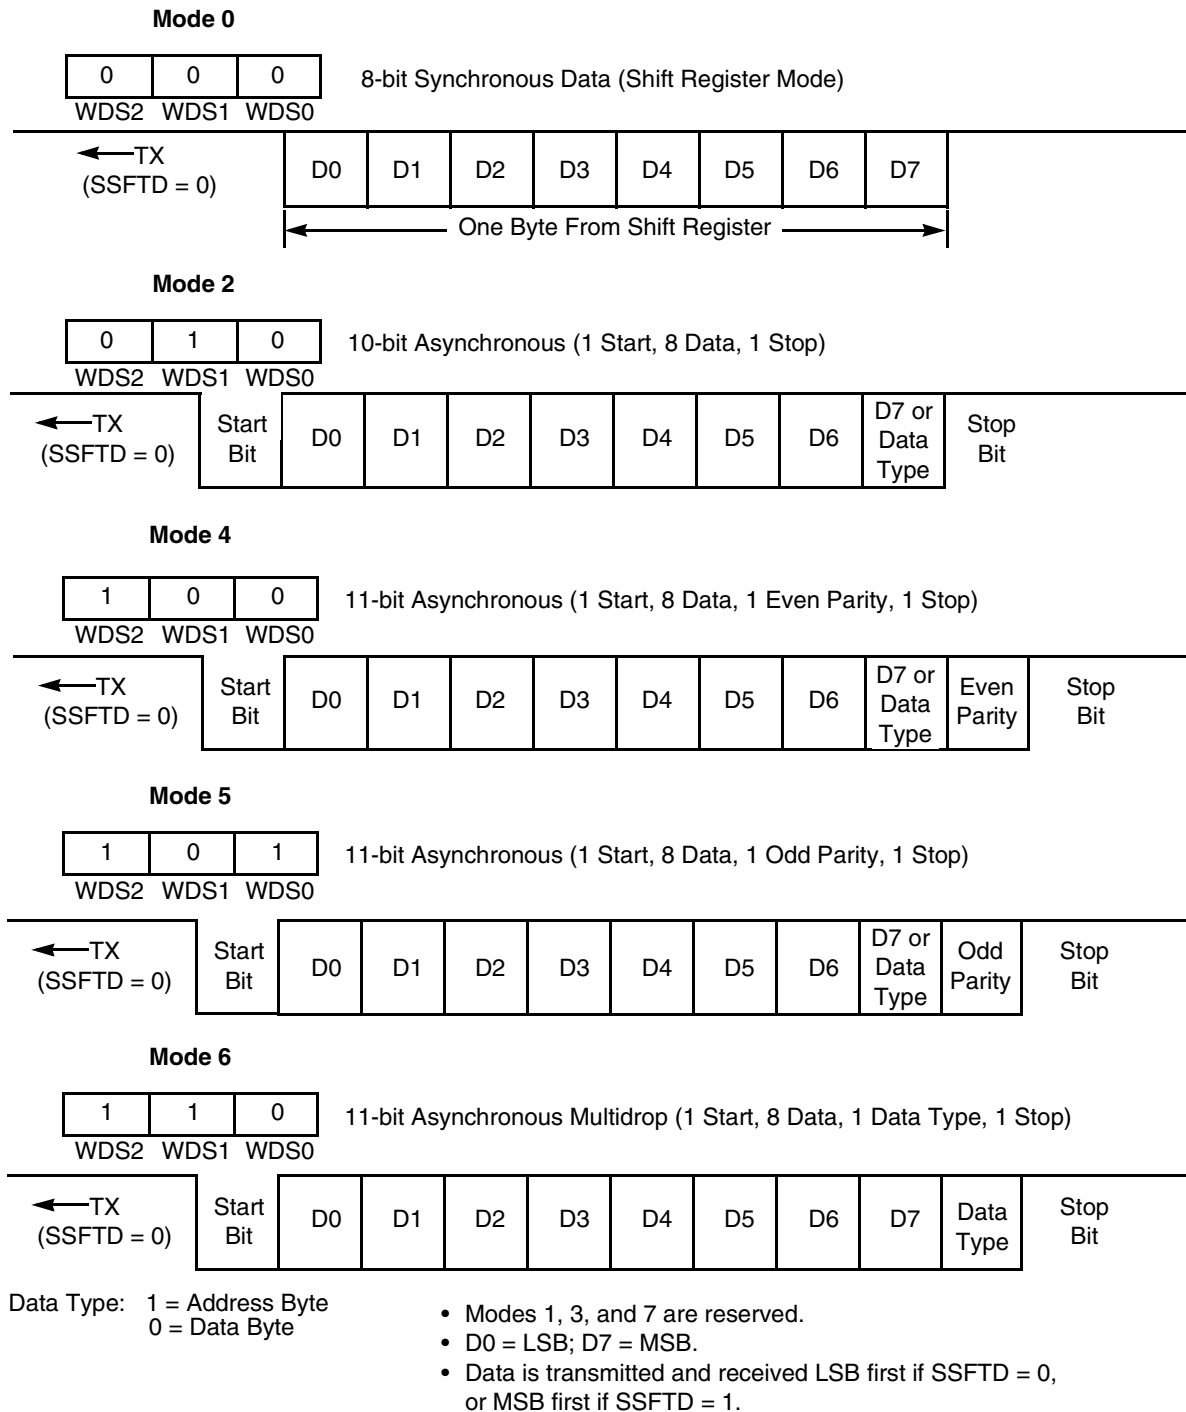 Mode 0
0 0 0 8-bit Synchronous Data (Shift Register Mode)
WDS2 WDS1 WDS0
TX
(SSFTD = 0)
D0 D1 D2 D3 D4 D5 D6 D7
One Byte From Shift Register
Mode 2
0 1 0 10-bit Asynchronous (1 Start, 8 Data, 1 Stop)
WDS2 WDS1 WDS0
TX
(SSFTD = 0)
Start
Bit
D0 D1 D2 D3 D4 D5 D6
D7 or
Data
Type
Stop
Bit
Mode 4
1 0 0 11-bit Asynchronous (1 Start, 8 Data, 1 Even Parity, 1 Stop)
WDS2 WDS1 WDS0
TX
(SSFTD = 0)
Start
Bit
D0 D1 D2 D3 D4 D5 D6
D7 or
Data
Type
Even
Parity
Stop
Bit
Mode 5
1 0 1 11-bit Asynchronous (1 Start, 8 Data, 1 Odd Parity, 1 Stop)
WDS2 WDS1 WDS0
TX
(SSFTD = 0)
Start
Bit
D0 D1 D2 D3 D4 D5 D6
D7 or
Data
Type
Odd
Parity
Stop
Bit
Mode 6
1 1 0 11-bit Asynchronous Multidrop (1 Start, 8 Data, 1 Data Type, 1 Stop)
WDS2 WDS1 WDS0
TX
(SSFTD = 0)
Start
Bit
D0 D1 D2 D3 D4 D5 D6 D7
Data
Type
Stop
Bit
Data Type: 1 = Address Byte
0 = Data Byte
• Modes 1, 3, and 7 are reserved.
• D0 = LSB; D7 = MSB.
• Data is transmitted and received LSB first if SSFTD = 0,
or MSB first if SSFTD = 1.